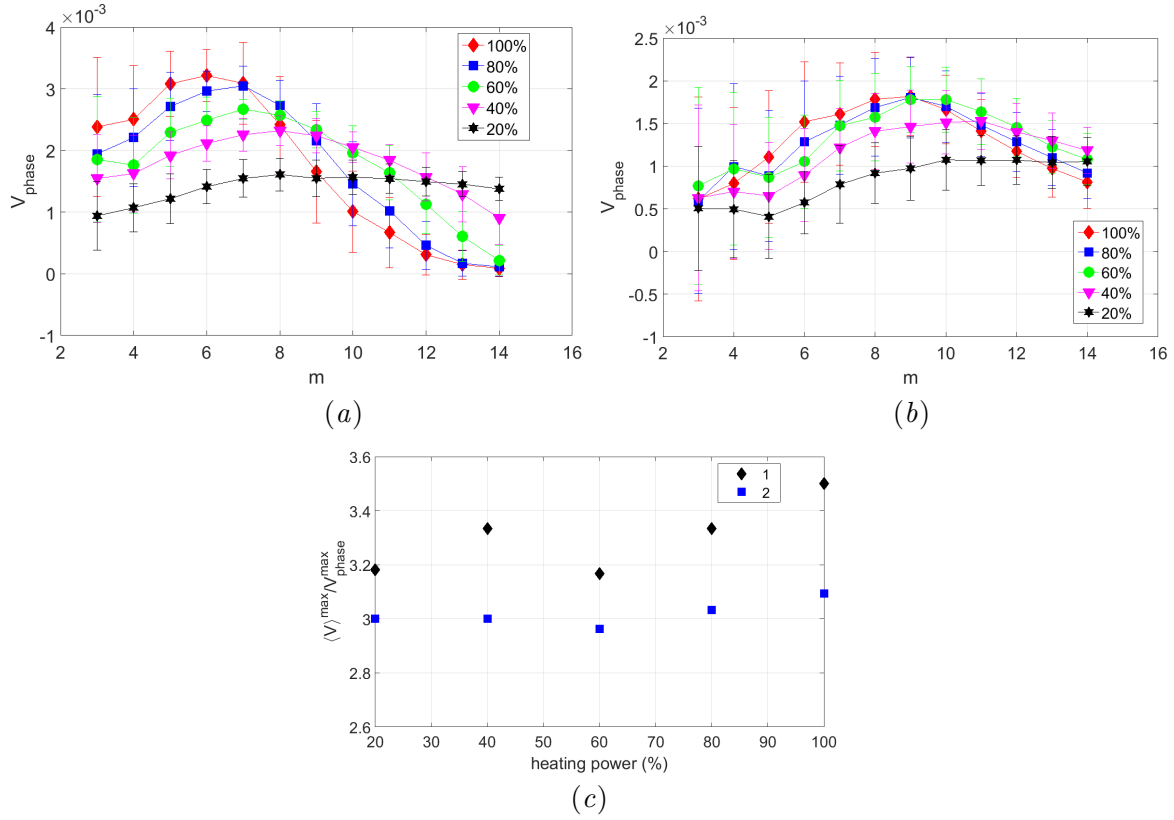 ×10⁻³
4
3
2
1
0
-1
V_phase
2 4 6 8 10 12 14 16
m
100%
80%
60%
40%
20%
(a)
×10⁻³
2.5
2
1.5
1
0.5
0
-0.5
-1
V_phase
2 4 6 8 10 12 14 16
m
100%
80%
60%
40%
20%
(b)
3.6
3.4
3.2
3
2.8
2.6
⟨V⟩^max/V_phase^max
20 30 40 50 60 70 80 90 100
heating power (%)
1
2
(c)